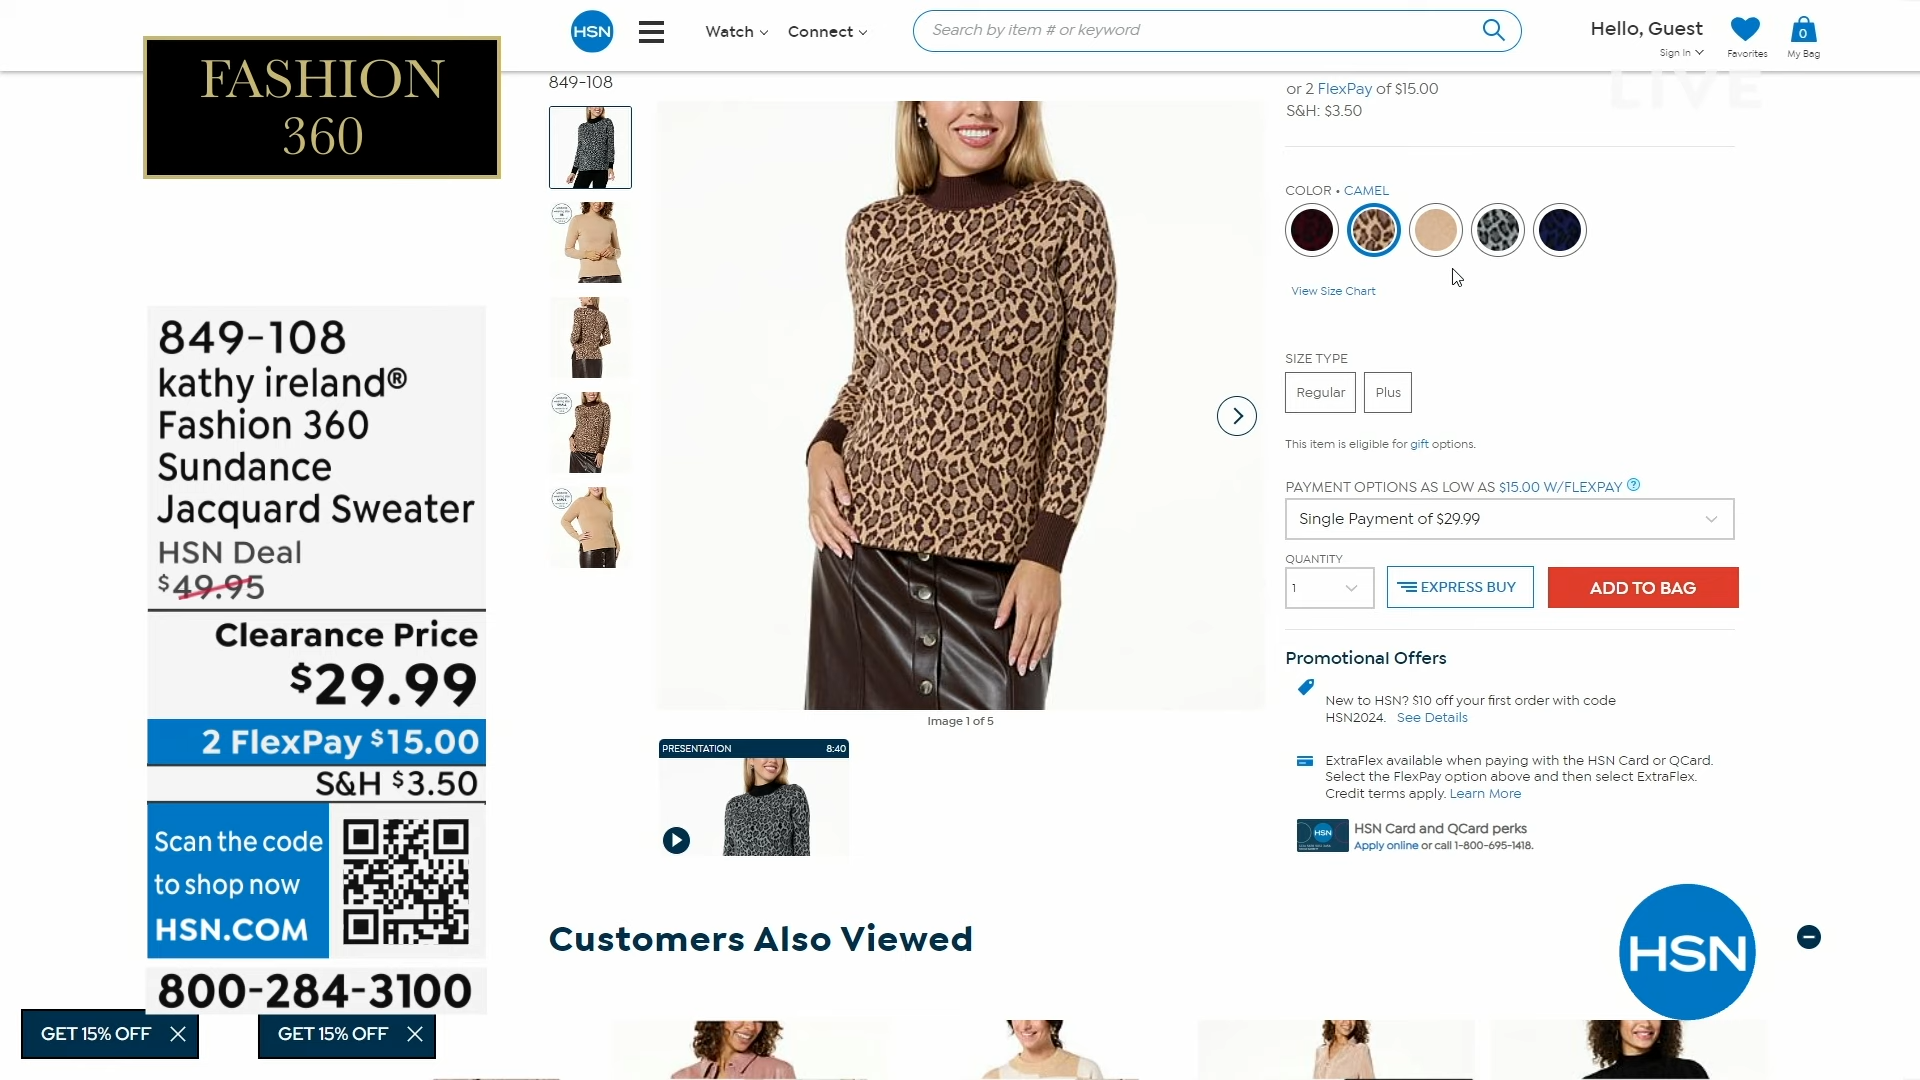 HSN
Watch
Connect
Search by item # or keyword
Hello, Guest
Sign In
Favorites
0
My Bag
FASHION
360
LIVE
849-108
or 2 FlexPay of $15.00
S&H: $3.50
COLOR • CAMEL
View Size Chart
SIZE TYPE
Regular
Plus
This item is eligible for gift options.
PAYMENT OPTIONS AS LOW AS $15.00 W/FLEXPAY ?
Single Payment of $29.99
QUANTITY
1
EXPRESS BUY
ADD TO BAG
Promotional Offers
New to HSN? $10 off your first order with code
HSN2024. See Details
ExtraFlex available when paying with the HSN Card or QCard.
Select the FlexPay option above and then select ExtraFlex.
Credit terms apply. Learn More
HSN
HSN Card and QCard perks
Apply online or call 1-800-695-1418.
849-108
kathy ireland®
Fashion 360
Sundance
Jacquard Sweater
HSN Deal
$49.95
Clearance Price
$29.99
2 FlexPay $15.00
S&H $3.50
Scan the code
to shop now
HSN.COM
800-284-3100
GET 15% OFF
GET 15% OFF
Image 1 of 5
PRESENTATION 8:40
Customers Also Viewed
HSN